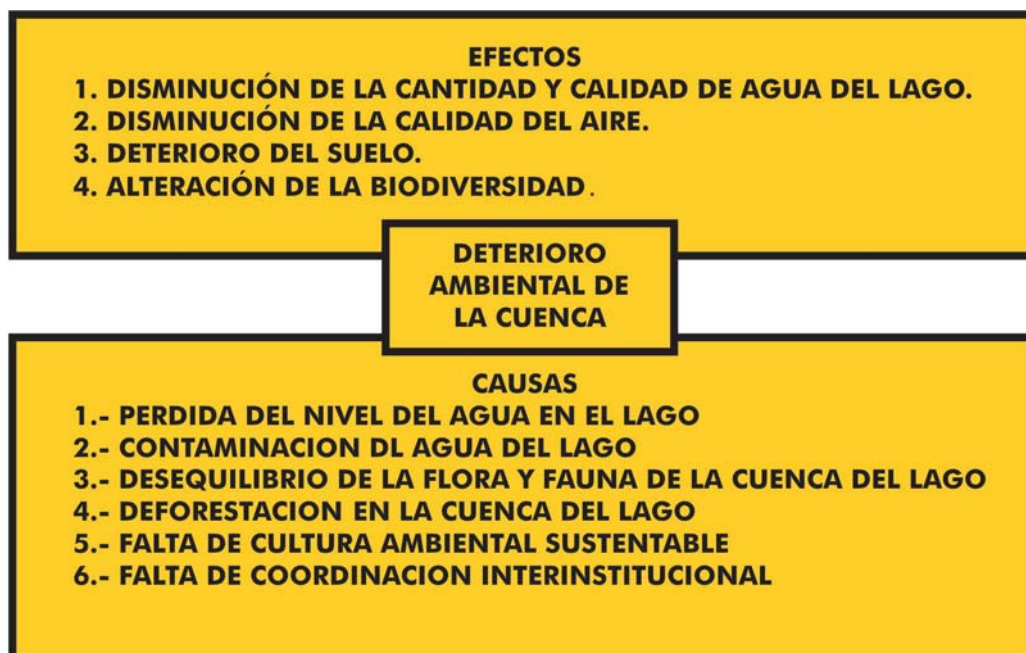 EFECTOS
1. DISMINUCIÓN DE LA CANTIDAD Y CALIDAD DE AGUA DEL LAGO.
2. DISMINUCIÓN DE LA CALIDAD DEL AIRE.
3. DETERIORO DEL SUELO.
4. ALTERACIÓN DE LA BIODIVERSIDAD.
DETERIORO
AMBIENTAL DE
LA CUENCA
CAUSAS
1.- PERDIDA DEL NIVEL DEL AGUA EN EL LAGO
2.- CONTAMINACION DL AGUA DEL LAGO
3.- DESEQUILIBRIO DE LA FLORA Y FAUNA DE LA CUENCA DEL LAGO
4.- DEFORESTACION EN LA CUENCA DEL LAGO
5.- FALTA DE CULTURA AMBIENTAL SUSTENTABLE
6.- FALTA DE COORDINACION INTERINSTITUCIONAL